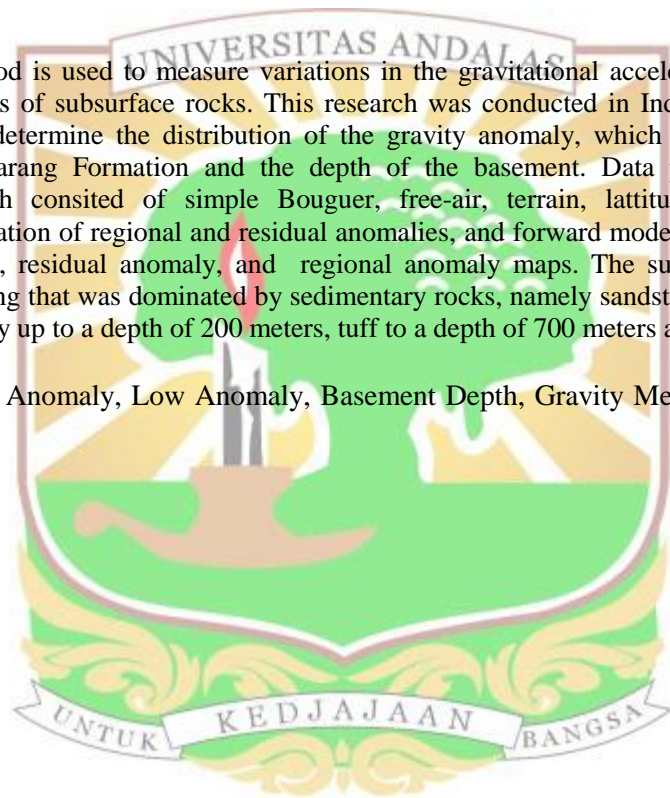 UNIVERSITAS ANDALAS
od is used to measure variations in the gravitational accele
s of subsurface rocks. This research was conducted in Inc
determine the distribution of the gravity anomaly, which
arang Formation and the depth of the basement. Data
h consited of simple Bouguer, free-air, terrain, lattitu
ation of regional and residual anomalies, and forward mode
, residual anomaly, and regional anomaly maps. The su
ng that was dominated by sedimentary rocks, namely sandst
y up to a depth of 200 meters, tuff to a depth of 700 meters a
Anomaly, Low Anomaly, Basement Depth, Gravity Me
UNTUK KEDJAJAAN BANGSA